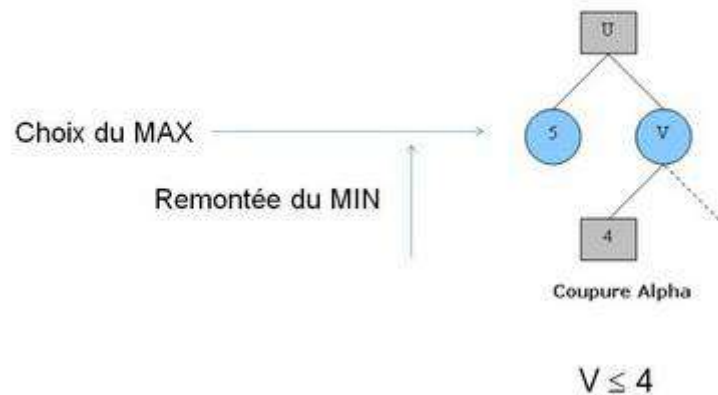 U
Choix du MAX
5
V
Remontée du MIN
4
Coupure Alpha
V ≤ 4